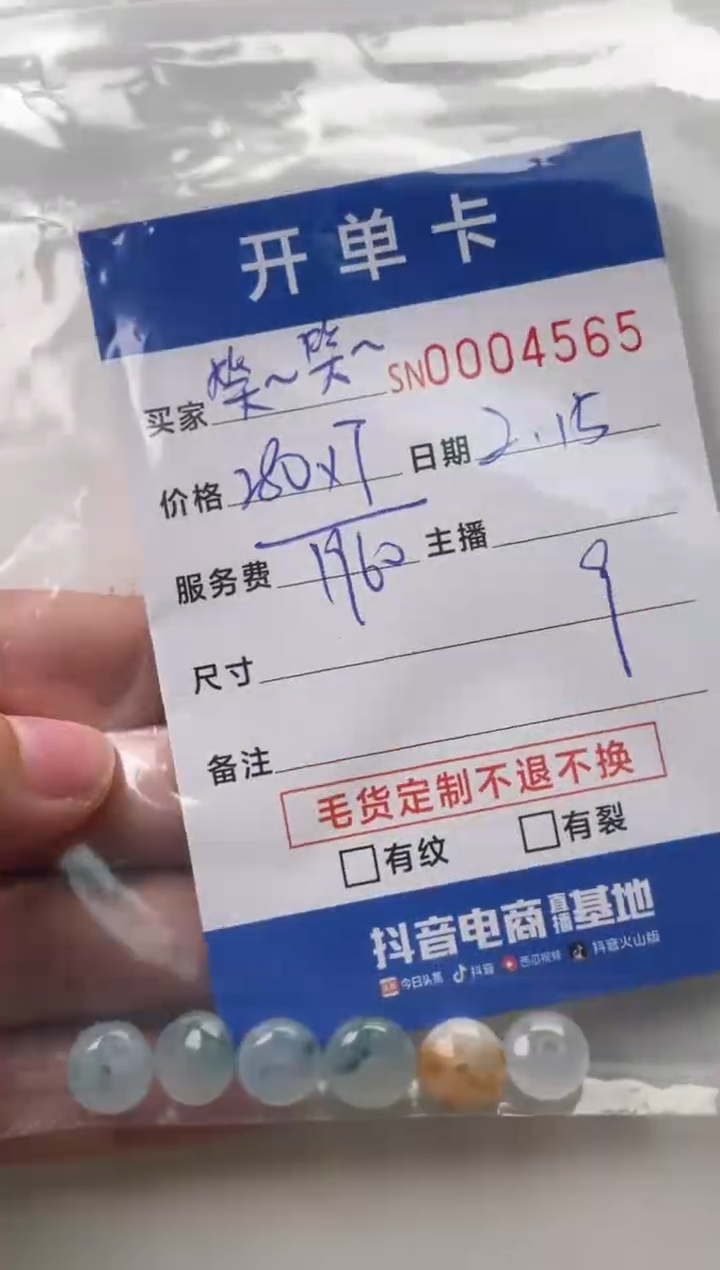 开单卡
买家 笑~笑~ SN0004565
价格 280x7 日期 2.15
服务费 1960 主播
9
尺寸
备注
毛货定制不退不换
有纹 有裂
抖音电商直播基地
今日头条 抖音 西瓜视频 抖音火山版